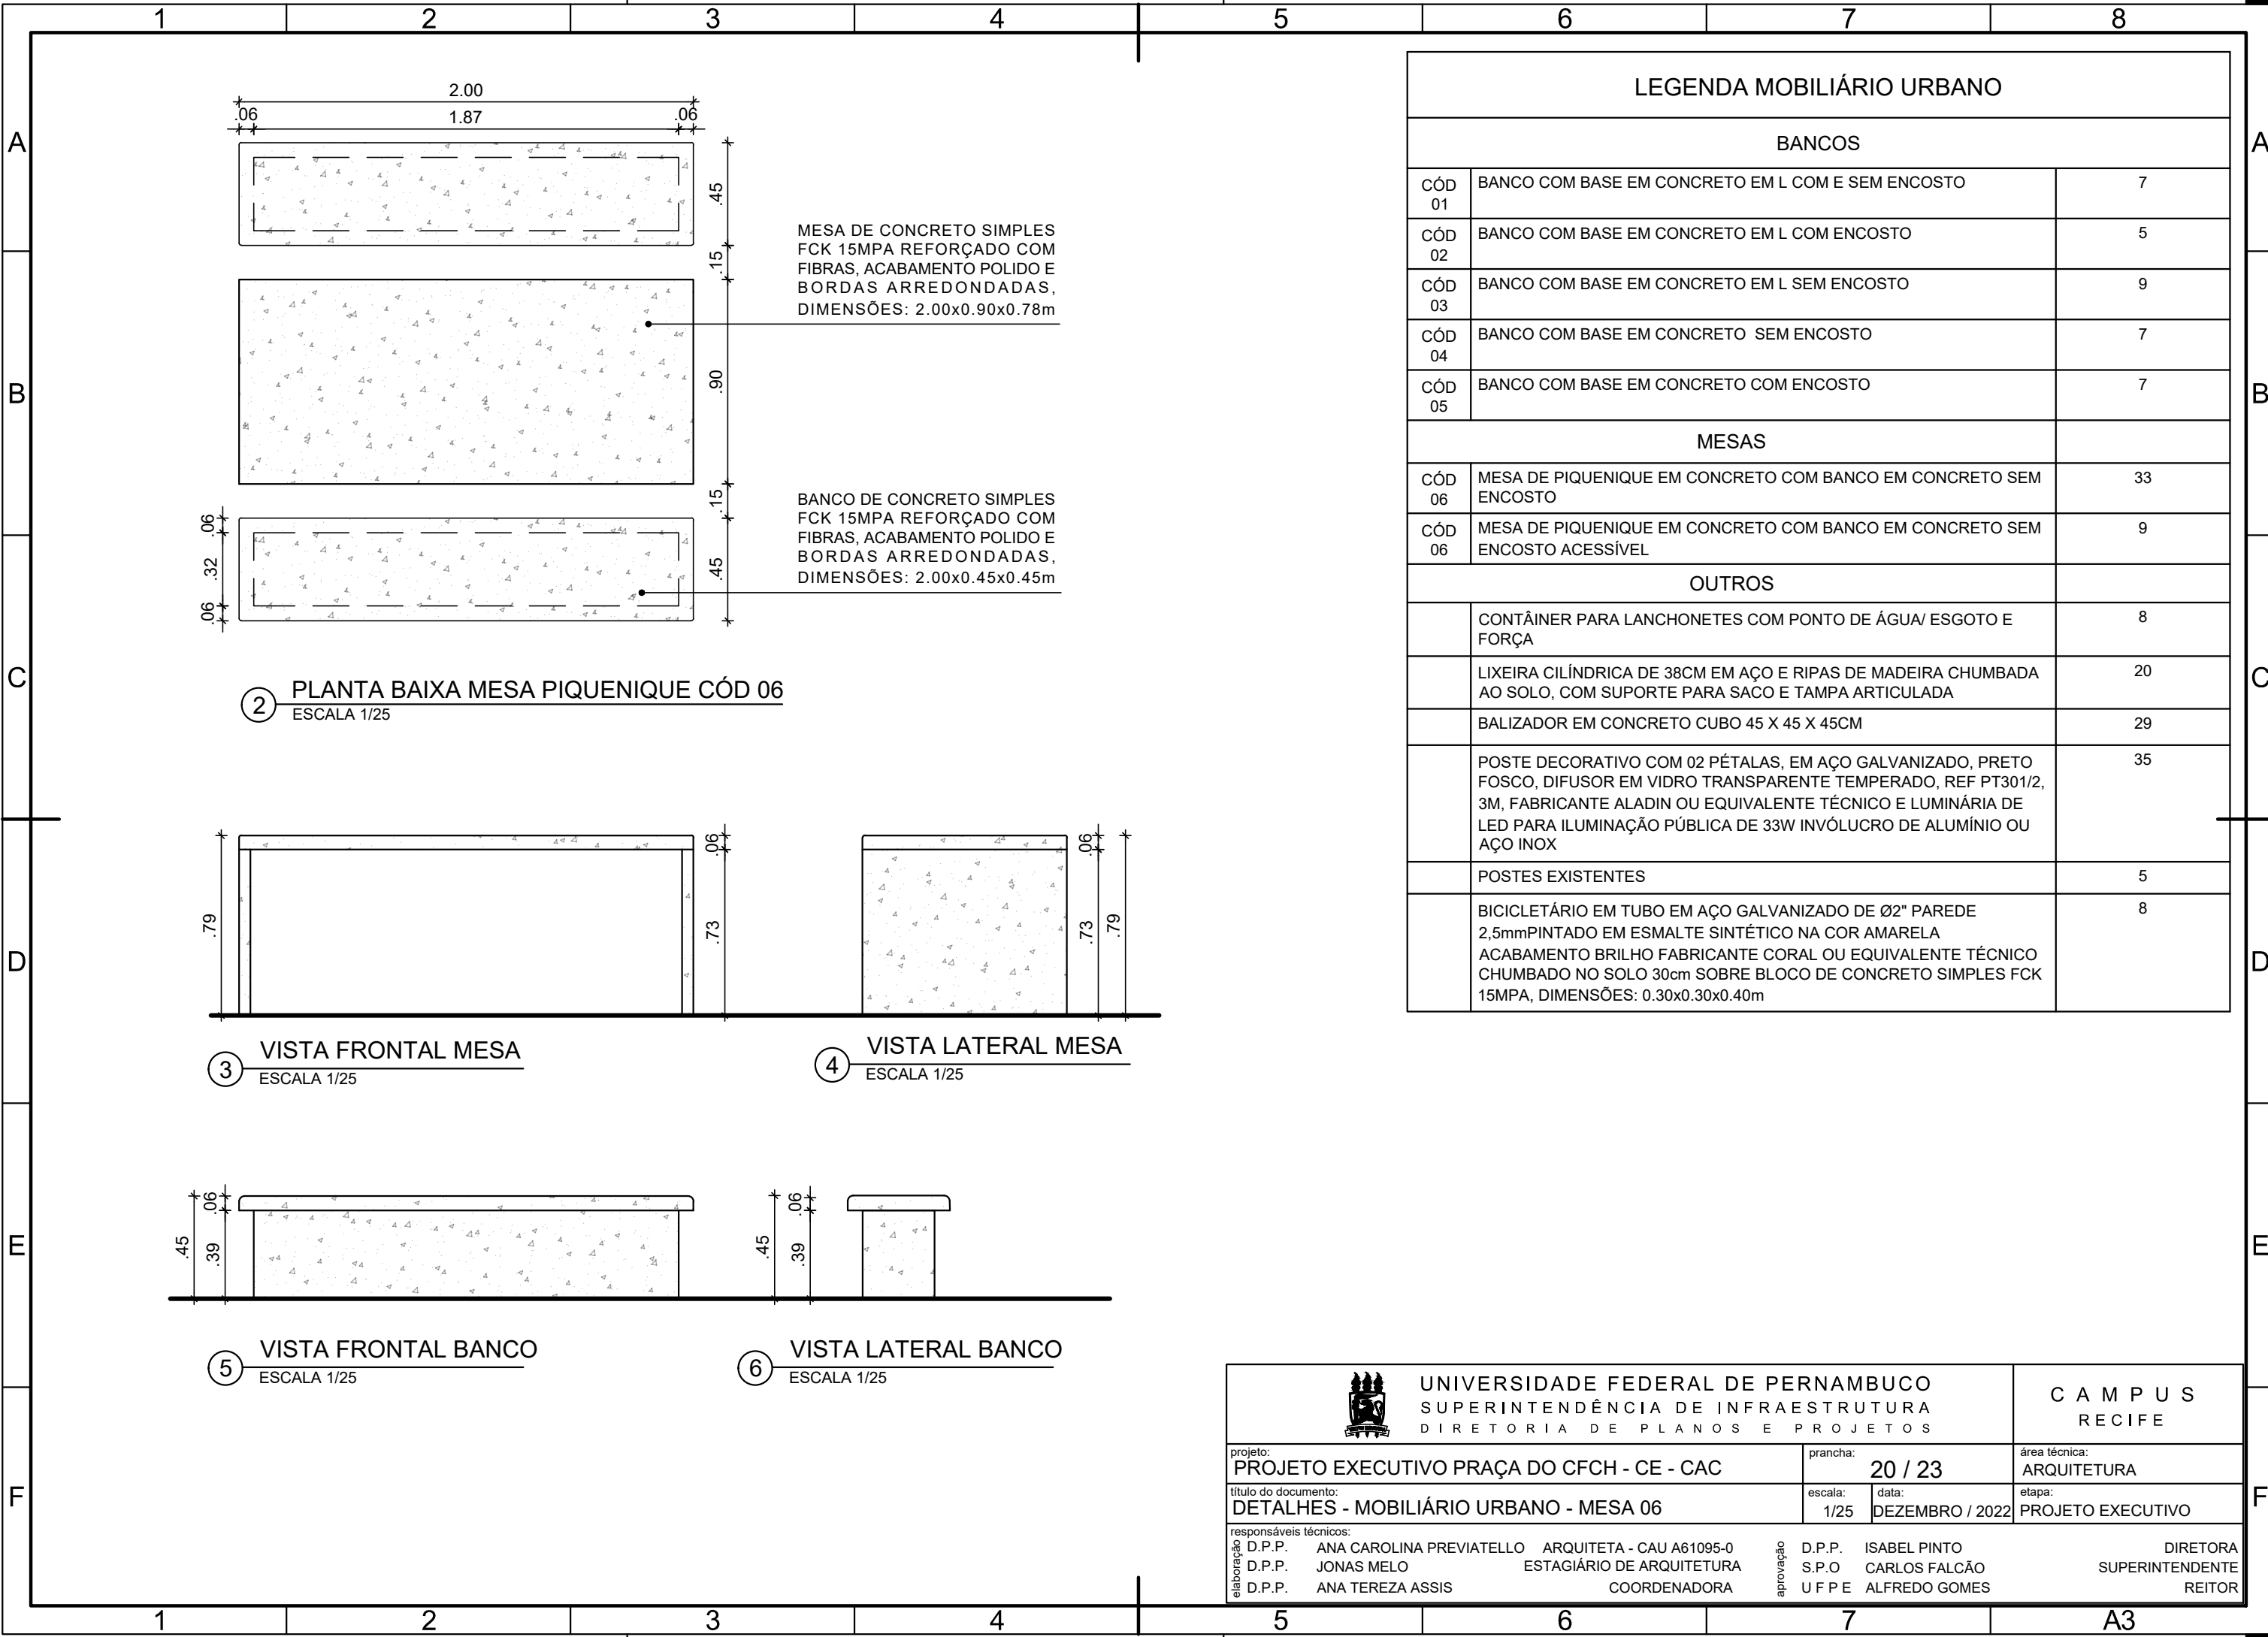 1 2 3 4 5 6 7 8
A
B
C
D
E
F
A
B
C
D
E
F
2.00
.06 1.87 .06
.45
.15
.90
.15
.45
.06
.32
.06
MESA DE CONCRETO SIMPLES
FCK 15MPA REFORÇADO COM
FIBRAS, ACABAMENTO POLIDO E
BORDAS ARREDONDADAS,
DIMENSÕES: 2.00x0.90x0.78m
BANCO DE CONCRETO SIMPLES
FCK 15MPA REFORÇADO COM
FIBRAS, ACABAMENTO POLIDO E
BORDAS ARREDONDADAS,
DIMENSÕES: 2.00x0.45x0.45m
2 PLANTA BAIXA MESA PIQUENIQUE CÓD 06
ESCALA 1/25
.79
.06
.73
3 VISTA FRONTAL MESA
ESCALA 1/25
.06
.73
.79
4 VISTA LATERAL MESA
ESCALA 1/25
.45
.06
.39
5 VISTA FRONTAL BANCO
ESCALA 1/25
.45
.06
.39
6 VISTA LATERAL BANCO
ESCALA 1/25
LEGENDA MOBILIÁRIO URBANO
BANCOS
CÓD 01 BANCO COM BASE EM CONCRETO EM L COM E SEM ENCOSTO 7
CÓD 02 BANCO COM BASE EM CONCRETO EM L COM ENCOSTO 5
CÓD 03 BANCO COM BASE EM CONCRETO EM L SEM ENCOSTO 9
CÓD 04 BANCO COM BASE EM CONCRETO SEM ENCOSTO 7
CÓD 05 BANCO COM BASE EM CONCRETO COM ENCOSTO 7
MESAS
CÓD 06 MESA DE PIQUENIQUE EM CONCRETO COM BANCO EM CONCRETO SEM 33
ENCOSTO
CÓD 06 MESA DE PIQUENIQUE EM CONCRETO COM BANCO EM CONCRETO SEM 9
ENCOSTO ACESSÍVEL
OUTROS
CONTÂINER PARA LANCHONETES COM PONTO DE ÁGUA/ ESGOTO E 8
FORÇA
LIXEIRA CILÍNDRICA DE 38CM EM AÇO E RIPAS DE MADEIRA CHUMBADA 20
AO SOLO, COM SUPORTE PARA SACO E TAMPA ARTICULADA
BALIZADOR EM CONCRETO CUBO 45 X 45 X 45CM 29
POSTE DECORATIVO COM 02 PÉTALAS, EM AÇO GALVANIZADO, PRETO 35
FOSCO, DIFUSOR EM VIDRO TRANSPARENTE TEMPERADO, REF PT301/2,
3M, FABRICANTE ALADIN OU EQUIVALENTE TÉCNICO E LUMINÁRIA DE
LED PARA ILUMINAÇÃO PÚBLICA DE 33W INVÓLUCRO DE ALUMÍNIO OU
AÇO INOX
POSTES EXISTENTES 5
BICICLETÁRIO EM TUBO EM AÇO GALVANIZADO DE Ø2" PAREDE 8
2,5mmPINTADO EM ESMALTE SINTÉTICO NA COR AMARELA
ACABAMENTO BRILHO FABRICANTE CORAL OU EQUIVALENTE TÉCNICO
CHUMBADO NO SOLO 30cm SOBRE BLOCO DE CONCRETO SIMPLES FCK
15MPA, DIMENSÕES: 0.30x0.30x0.40m
UNIVERSIDADE FEDERAL DE PERNAMBUCO
SUPERINTENDÊNCIA DE INFRAESTRUTURA
DIRETORIA DE PLANOS E PROJETOS
CAMPUS
RECIFE
projeto:
PROJETO EXECUTIVO PRAÇA DO CFCH - CE - CAC
prancha:
20 / 23
área técnica:
ARQUITETURA
título do documento:
DETALHES - MOBILIÁRIO URBANO - MESA 06
escala:
1/25
data:
DEZEMBRO / 2022
etapa:
PROJETO EXECUTIVO
responsáveis técnicos:
elaboração
D.P.P. ANA CAROLINA PREVIATELLO ARQUITETA - CAU A61095-0
D.P.P. JONAS MELO ESTAGIÁRIO DE ARQUITETURA
D.P.P. ANA TEREZA ASSIS COORDENADORA
aprovação
D.P.P. ISABEL PINTO DIRETORA
S.P.O CARLOS FALCÃO SUPERINTENDENTE
UFPE ALFREDO GOMES REITOR
1 2 3 4 5 6 7 A3